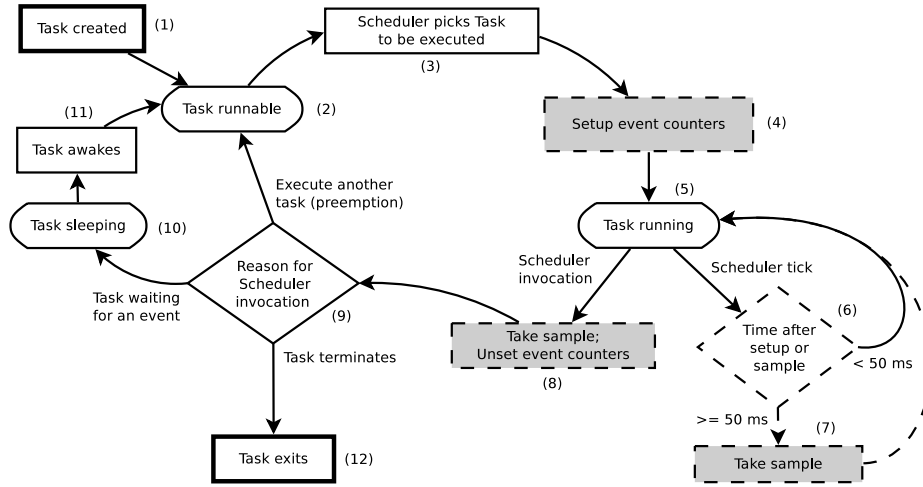 Task created
(1)
Scheduler picks Task
to be executed
(3)
Task runnable
(2)
Setup event counters
(4)
(11)
Task awakes
Execute another
task (preemption)
(5)
Task running
Task sleeping
(10)
Scheduler
invocation
Scheduler tick
Reason for
Scheduler
invocation
(9)
Task waiting
for an event
(6)
Time after
setup or
sample
< 50 ms
Take sample;
Unset event counters
(8)
Task terminates
>= 50 ms
(7)
Take sample
Task exits
(12)